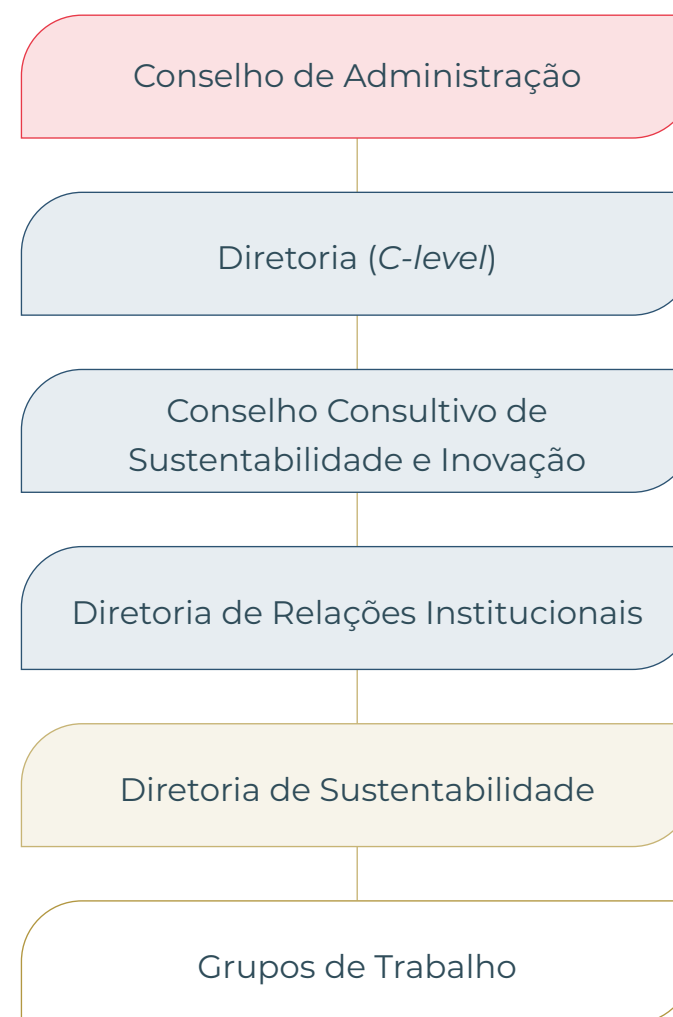 Conselho de Administração
Diretoria (C-level)
Conselho Consultivo de
Sustentabilidade e Inovação
Diretoria de Relações Institucionais
Diretoria de Sustentabilidade
Grupos de Trabalho